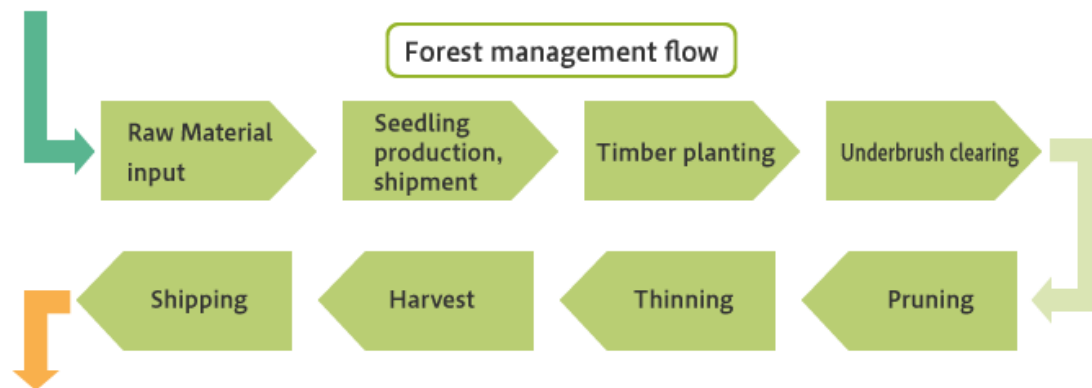 Forest management flow
Raw Material
input
Seedling
production,
shipment
Timber planting
Underbrush clearing
Pruning
Thinning
Harvest
Shipping